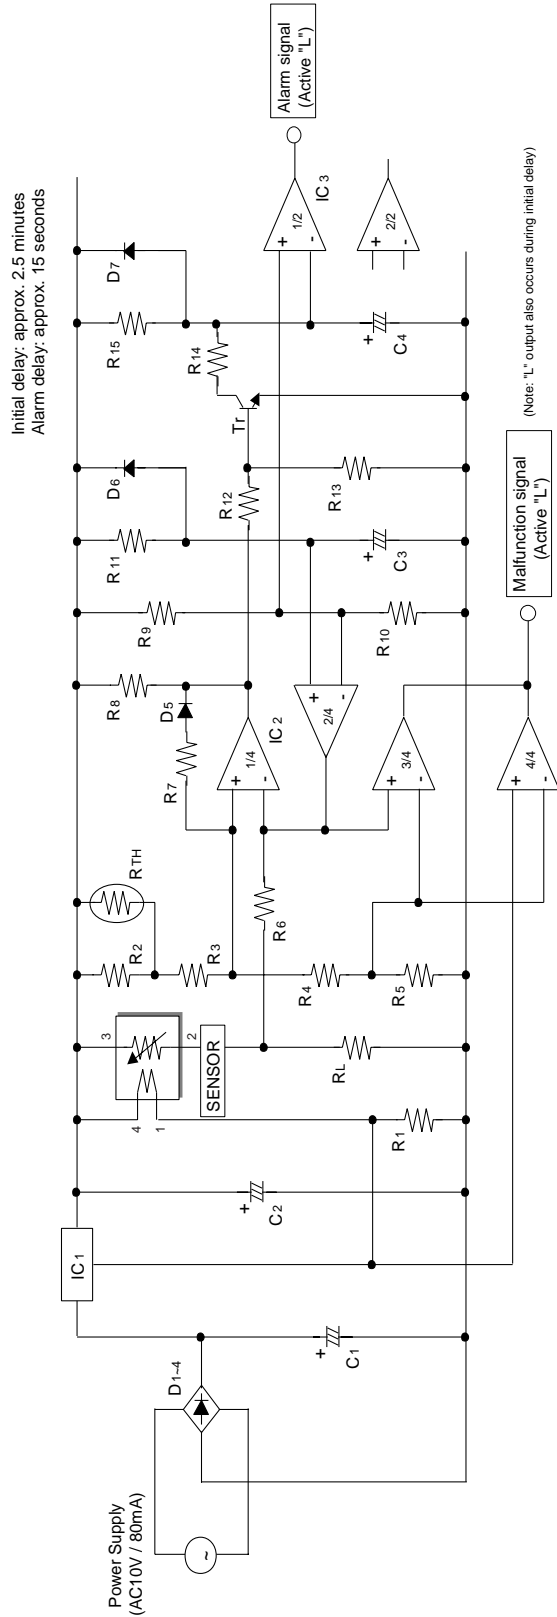 Initial delay: approx. 2.5 minutes
Alarm delay: approx. 15 seconds
Power Supply
(AC10V / 80mA)
~
D1~4
C1
+
IC1
C2
+
4
3
1
2
SENSOR
R1
RL
R2
RTH
R3
R4
R5
R6
R7
D5
R8
+
-
1/4
IC2
R9
+
-
2/4
R10
+
-
3/4
+
-
4/4
Malfunction signal
(Active "L")
(Note: "L" output also occurs during initial delay)
R11
D6
C3
+
R12
R13
Tr
R14
R15
D7
C4
+
+
-
1/2
IC3
+
-
2/2
Alarm signal
(Active "L")